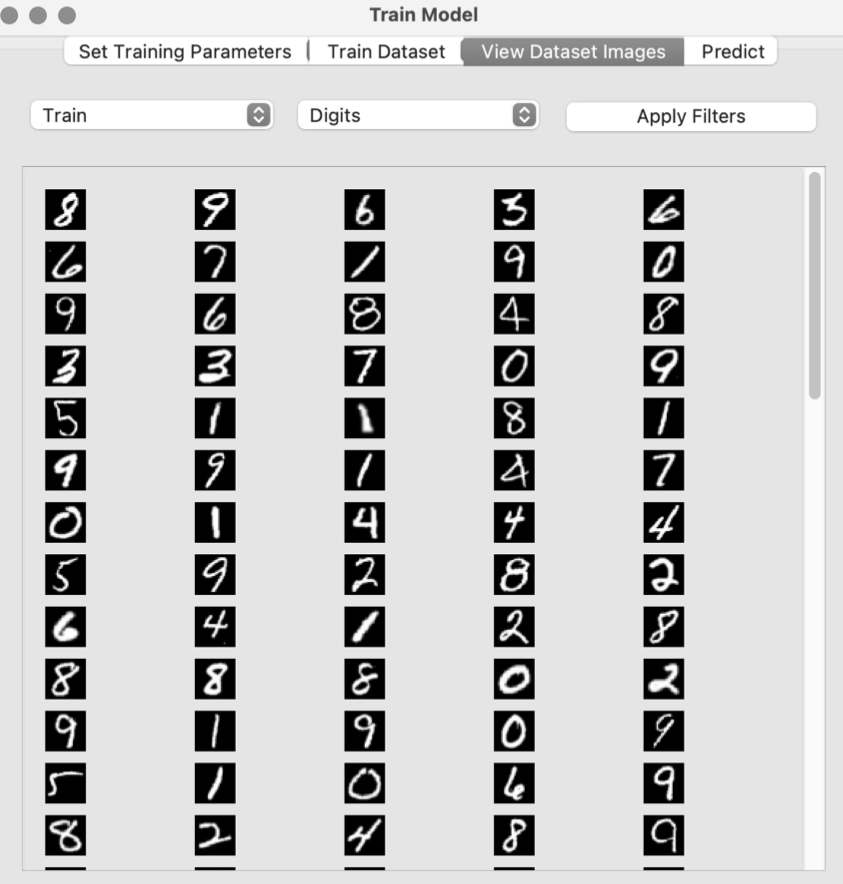 Train Model
Set Training Parameters Train Dataset View Dataset Images Predict
Train Digits Apply Filters
8 9 6 3 6
6 7 1 9 0
9 6 8 4 8
3 3 7 0 9
5 1 1 8 1
9 9 1 4 7
0 1 4 4 4
5 9 2 8 2
6 4 1 2 8
8 8 8 0 2
9 1 9 0 9
5 1 0 6 9
8 2 4 8 9